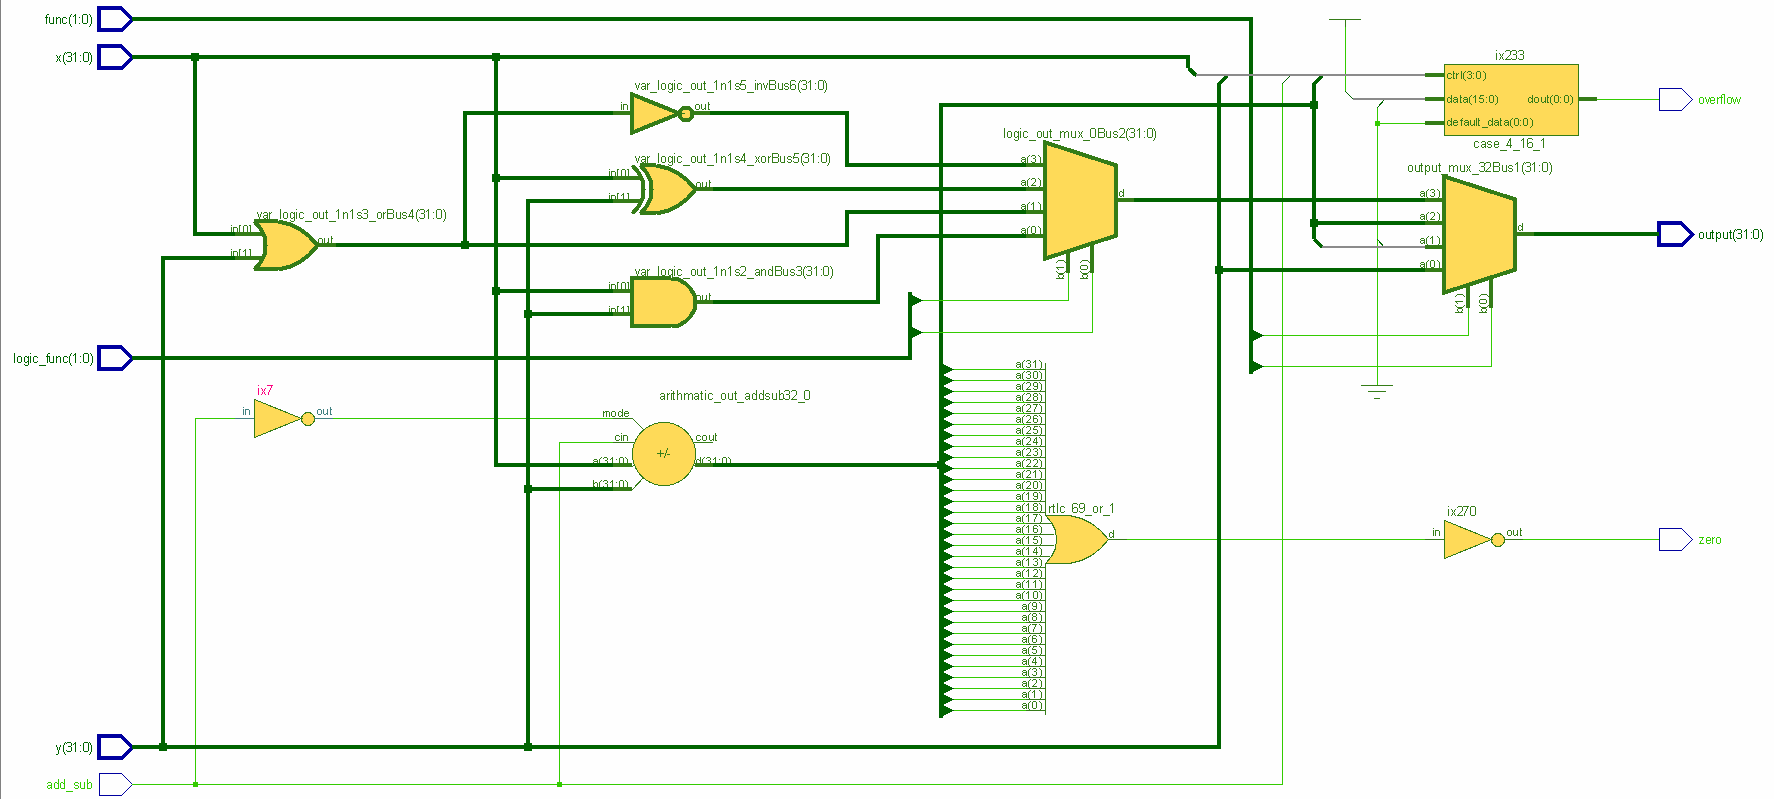 func(1:0)
x(31:0)
ix233
ctrl(3:0)
data(15:0)
dout(0:0)
default_data(0:0)
case_4_16_1
overflow
var_logic_out_1n1s5_invBus6(31:0)
in
out
logic_out_mux_0Bus2(31:0)
a(3)
a(2)
a(1)
a(0)
d
b(1)
b(0)
var_logic_out_1n1s4_xorBus5(31:0)
in[0]
in[1]
out
output_mux_32Bus1(31:0)
a(3)
a(2)
a(1)
a(0)
d
b(1)
b(0)
output(31:0)
var_logic_out_1n1s3_orBus4(31:0)
in[0]
in[1]
out
var_logic_out_1n1s2_andBus3(31:0)
in[0]
in[1]
out
logic_func(1:0)
ix7
in
out
arithmatic_out_addsub32_0
mode
cin
a(31:0)
b(31:0)
+/-
cout
d(31:0)
a(31)
a(30)
a(29)
a(28)
a(27)
a(26)
a(25)
a(24)
a(23)
a(22)
a(21)
a(20)
a(19)
a(18)
a(17)
a(16)
a(15)
a(14)
a(13)
a(12)
a(11)
a(10)
a(9)
a(8)
a(7)
a(6)
a(5)
a(4)
a(3)
a(2)
a(1)
a(0)
rtlc_69_or_1
d
ix270
in
out
zero
y(31:0)
add_sub